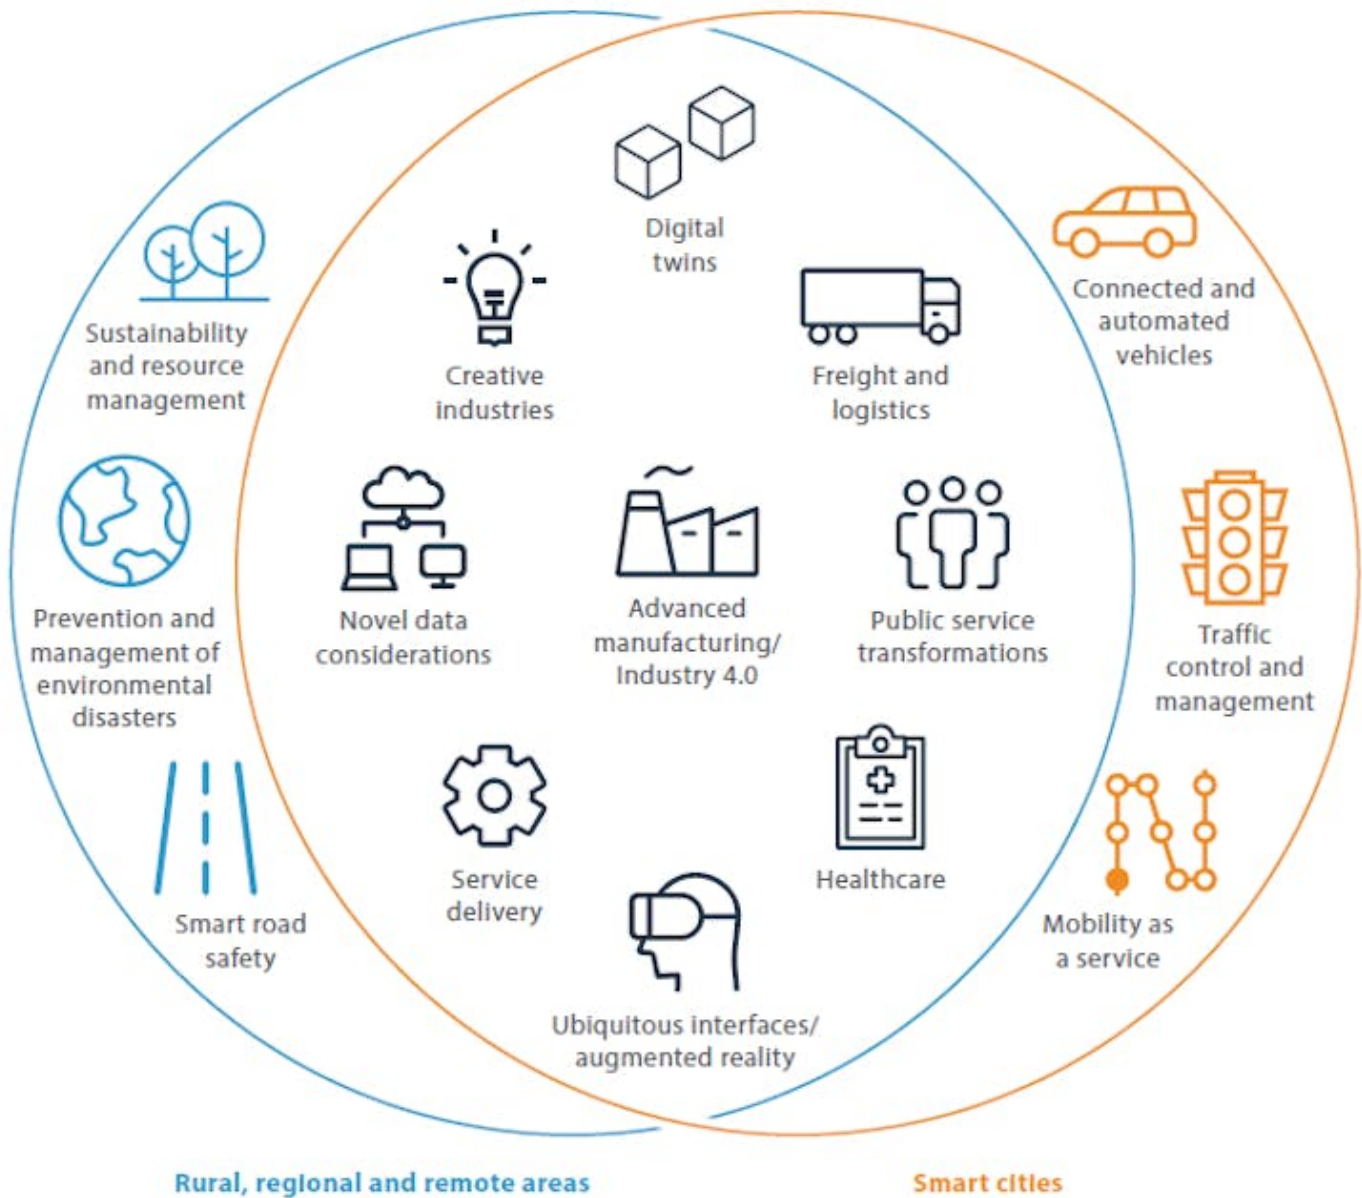 Digital
twins
Creative
industries
Freight and
logistics
Connected and
automated
vehicles
Sustainability
and resource
management
Prevention and
management of
environmental
disasters
Novel data
considerations
Advanced
manufacturing/
Industry 4.0
Public service
transformations
Traffic
control and
management
Smart road
safety
Service
delivery
Healthcare
Mobility as
a service
Ubiquitous interfaces/
augmented reality
Rural, regional and remote areas
Smart cities